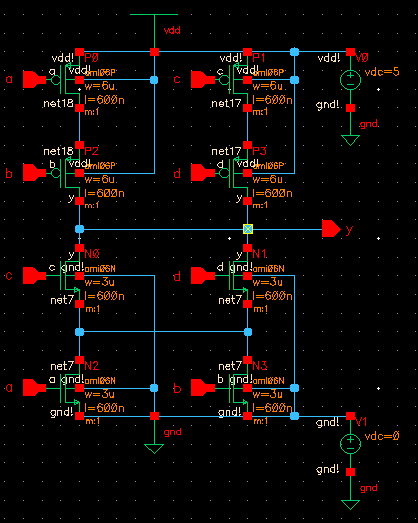 vdd
vdd! P0 vdd! P1 vdd! V0
a a vdd! ami06P c c vdd! ami06P vdc=5
w=6u w=6u
l=600n l=600n
net18 m:1 net17 m:1 gnd!
gnd
net18 P2 net17 P3
b b vdd! ami06P d d vdd! ami06P
w=6u w=6u
l=600n l=600n
y m:1 y m:1
y
y N0 N1
c c gnd! ami06N d d gnd! ami06N
w=3u w=3u
l=600n l=600n
net7 m:1 net7 m:1
net7 N2 net7 N3
a a gnd! ami06N b b gnd! ami06N
w=3u w=3u
l=600n l=600n
gnd! m:1 gnd! m:1 gnd! V1
vdc=0
gnd gnd!
gnd